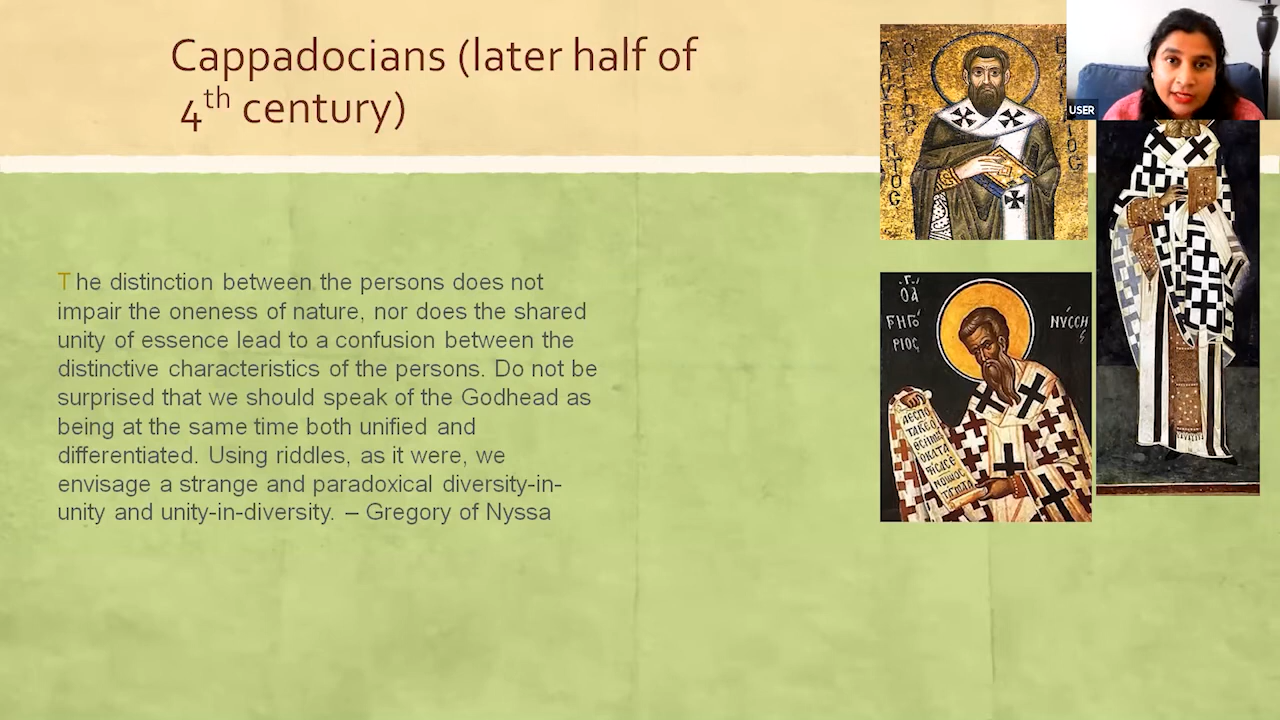 Cappadocians (later half of
4th century)
USER
The distinction between the persons does not
impair the oneness of nature, nor does the shared
unity of essence lead to a confusion between the
distinctive characteristics of the persons. Do not be
surprised that we should speak of the Godhead as
being at the same time both unified and
differentiated. Using riddles, as it were, we
envisage a strange and paradoxical diversity-in-
unity and unity-in-diversity. – Gregory of Nyssa